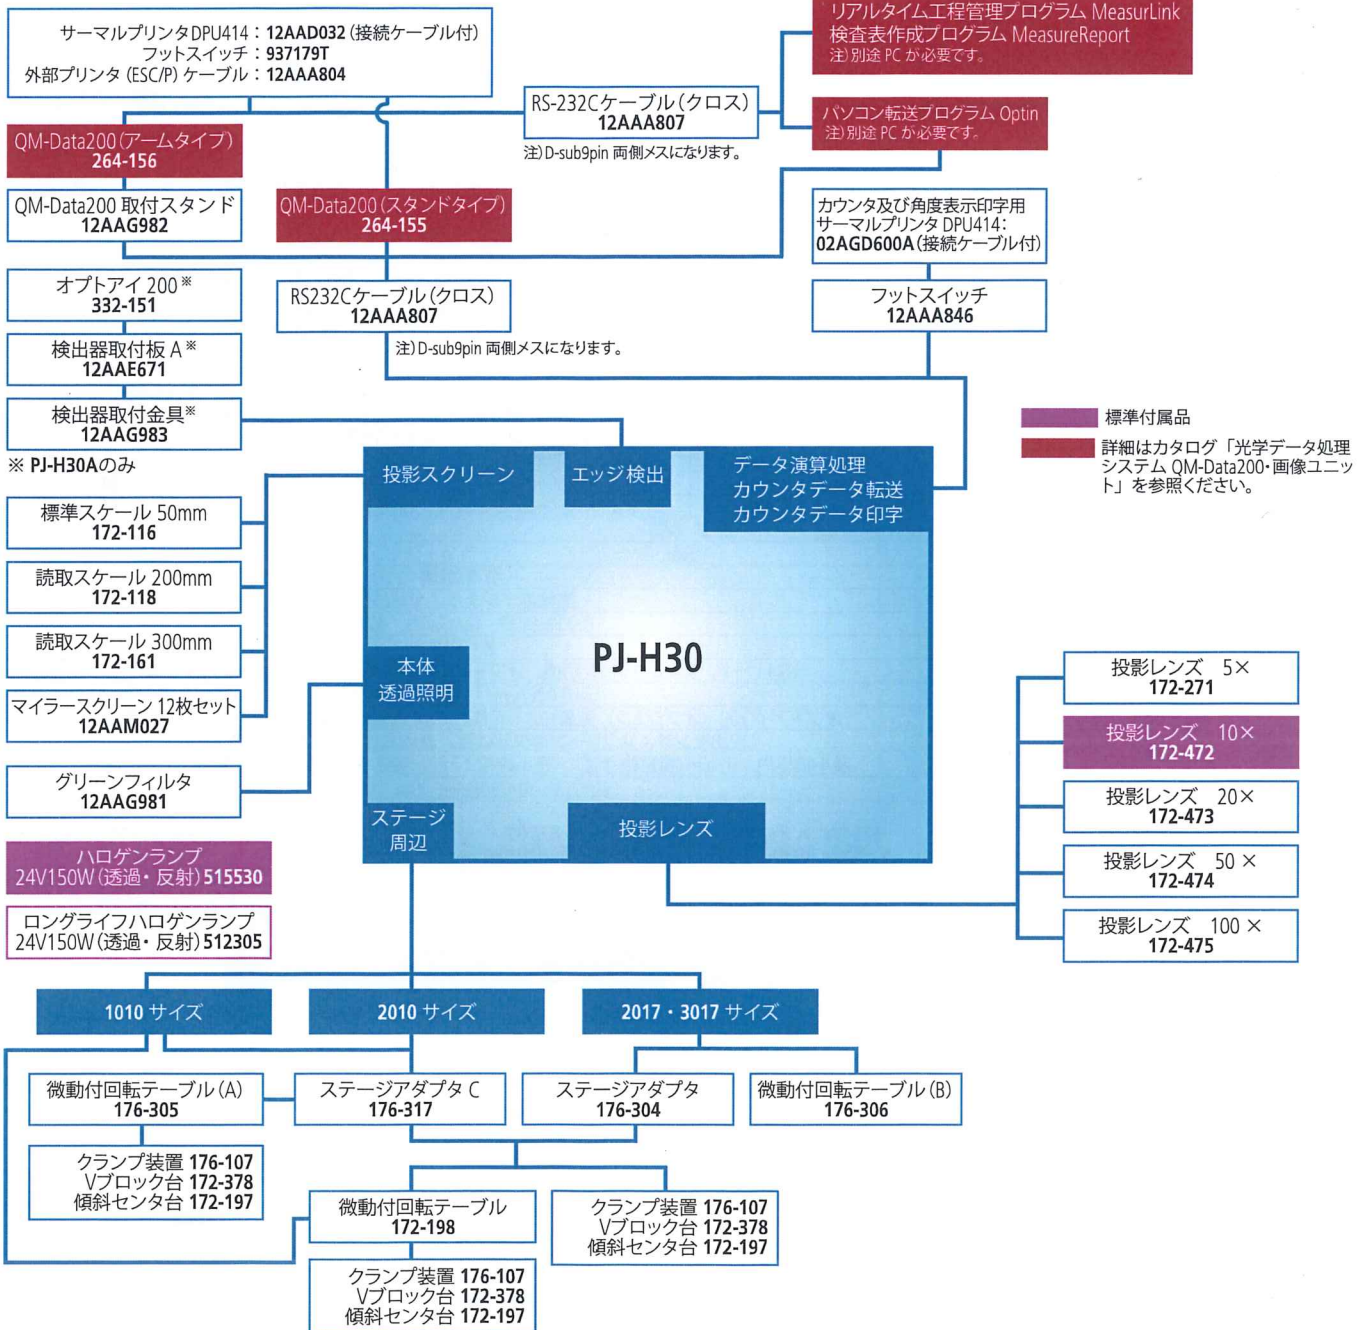 サーマルプリンタDPU414：12AAD032 (接続ケーブル付)
フットスイッチ：937179T
外部プリンタ (ESC/P) ケーブル：12AAA804
リアルタイム工程管理プログラム MeasurLink
検査表作成プログラム MeasureReport
注) 別途 PC が必要です。
RS-232Cケーブル (クロス)
12AAA807
注) D-sub9pin 両側メスになります。
パソコン転送プログラム Optin
注) 別途 PC が必要です。
QM-Data200 (アームタイプ)
264-156
QM-Data200 取付スタンド
12AAG982
QM-Data200 (スタンドタイプ)
264-155
カウンタ及び角度表示印字用
サーマルプリンタ DPU414：
02AGD600A (接続ケーブル付)
オプトアイ 200※
332-151
RS232Cケーブル (クロス)
12AAA807
注) D-sub9pin 両側メスになります。
フットスイッチ
12AAA846
検出器取付板 A※
12AAE671
検出器取付金具※
12AAG983
※ PJ-H30Aのみ
標準付属品
詳細はカタログ「光学データ処理
システム QM-Data200・画像ユニッ
ト」を参照ください。
投影スクリーン
エッジ検出
データ演算処理
カウンタデータ転送
カウンタデータ印字
標準スケール 50mm
172-116
読取スケール 200mm
172-118
読取スケール 300mm
172-161
マイラースクリーン 12枚セット
12AAM027
グリーンフィルタ
12AAG981
本体
透過照明
PJ-H30
ステージ
周辺
投影レンズ
投影レンズ 5×
172-271
投影レンズ 10×
172-472
投影レンズ 20×
172-473
投影レンズ 50 ×
172-474
投影レンズ 100 ×
172-475
ハロゲンランプ
24V150W (透過・反射) 515530
ロングライフハロゲンランプ
24V150W (透過・反射) 512305
1010 サイズ
2010 サイズ
2017・3017 サイズ
微動付回転テーブル (A)
176-305
ステージアダプタ C
176-317
ステージアダプタ
176-304
微動付回転テーブル (B)
176-306
クランプ装置 176-107
Vブロック台 172-378
傾斜センタ台 172-197
微動付回転テーブル
172-198
クランプ装置 176-107
Vブロック台 172-378
傾斜センタ台 172-197
クランプ装置 176-107
Vブロック台 172-378
傾斜センタ台 172-197